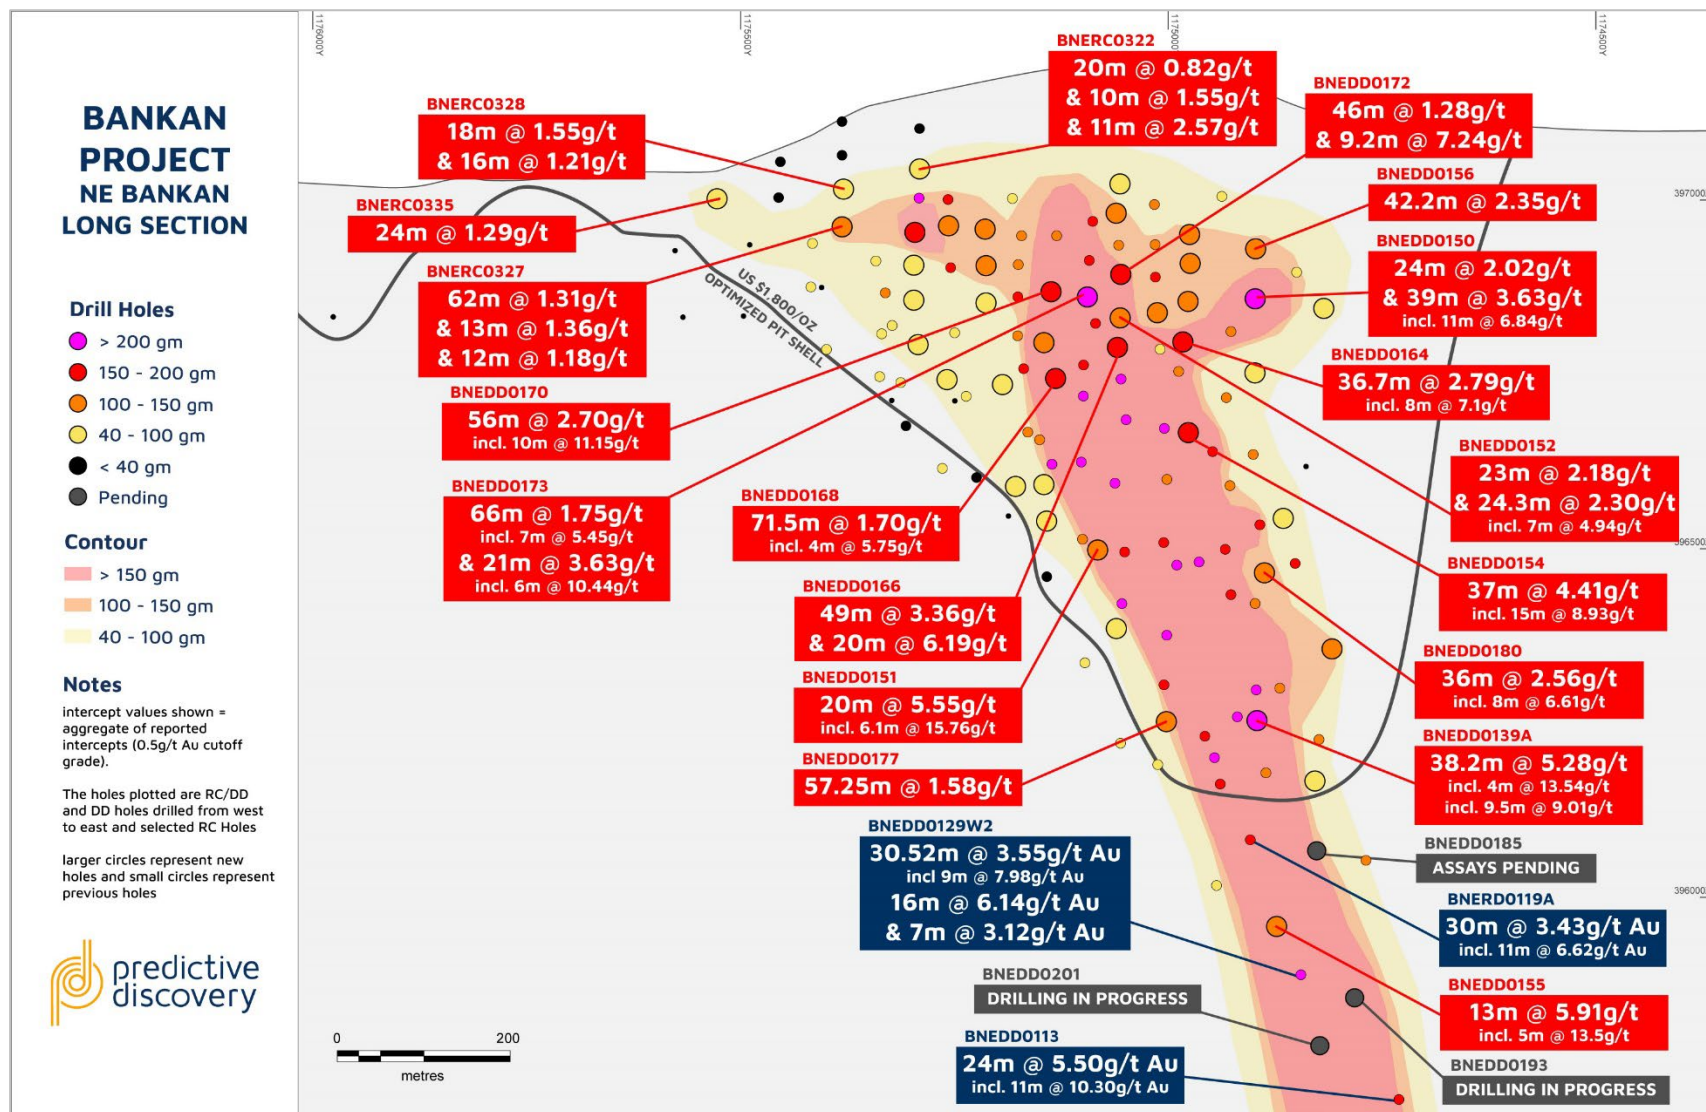 BANKAN
PROJECT
NE BANKAN
LONG SECTION
Drill Holes
> 200 gm
150 - 200 gm
100 - 150 gm
40 - 100 gm
< 40 gm
Pending
Contour
> 150 gm
100 - 150 gm
40 - 100 gm
Notes
intercept values shown =
aggregate of reported
intercepts (0.5g/t Au cutoff
grade).
The holes plotted are RC/DD
and DD holes drilled from west
to east and selected RC Holes
larger circles represent new
holes and small circles represent
previous holes
predictive
discovery
1176000Y
1175500Y
1175000Y
1174500Y
397000
396500
396000
BNERC0328
18m @ 1.55g/t
& 16m @ 1.21g/t
BNERC0335
24m @ 1.29g/t
BNERC0327
62m @ 1.31g/t
& 13m @ 1.36g/t
& 12m @ 1.18g/t
BNEDD0170
56m @ 2.70g/t
incl. 10m @ 11.15g/t
BNEDD0173
66m @ 1.75g/t
incl. 7m @ 5.45g/t
& 21m @ 3.63g/t
incl. 6m @ 10.44g/t
US $1,800/OZ
OPTIMIZED PIT SHELL
BNERC0322
20m @ 0.82g/t
& 10m @ 1.55g/t
& 11m @ 2.57g/t
BNEDD0172
46m @ 1.28g/t
& 9.2m @ 7.24g/t
BNEDD0156
42.2m @ 2.35g/t
BNEDD0150
24m @ 2.02g/t
& 39m @ 3.63g/t
incl. 11m @ 6.84g/t
BNEDD0164
36.7m @ 2.79g/t
incl. 8m @ 7.1g/t
BNEDD0152
23m @ 2.18g/t
& 24.3m @ 2.30g/t
incl. 7m @ 4.94g/t
BNEDD0154
37m @ 4.41g/t
incl. 15m @ 8.93g/t
BNEDD0180
36m @ 2.56g/t
incl. 8m @ 6.61g/t
BNEDD0139A
38.2m @ 5.28g/t
incl. 4m @ 13.54g/t
incl. 9.5m @ 9.01g/t
BNEDD0168
71.5m @ 1.70g/t
incl. 4m @ 5.75g/t
BNEDD0166
49m @ 3.36g/t
& 20m @ 6.19g/t
BNEDD0151
20m @ 5.55g/t
incl. 6.1m @ 15.76g/t
BNEDD0177
57.25m @ 1.58g/t
BNEDD0129W2
30.52m @ 3.55g/t Au
incl 9m @ 7.98g/t Au
16m @ 6.14g/t Au
& 7m @ 3.12g/t Au
BNEDD0185
ASSAYS PENDING
BNERD0119A
30m @ 3.43g/t Au
incl. 11m @ 6.62g/t Au
BNEDD0201
DRILLING IN PROGRESS
BNEDD0155
13m @ 5.91g/t
incl. 5m @ 13.5g/t
BNEDD0113
24m @ 5.50g/t Au
incl. 11m @ 10.30g/t Au
BNEDD0193
DRILLING IN PROGRESS
0 200
metres